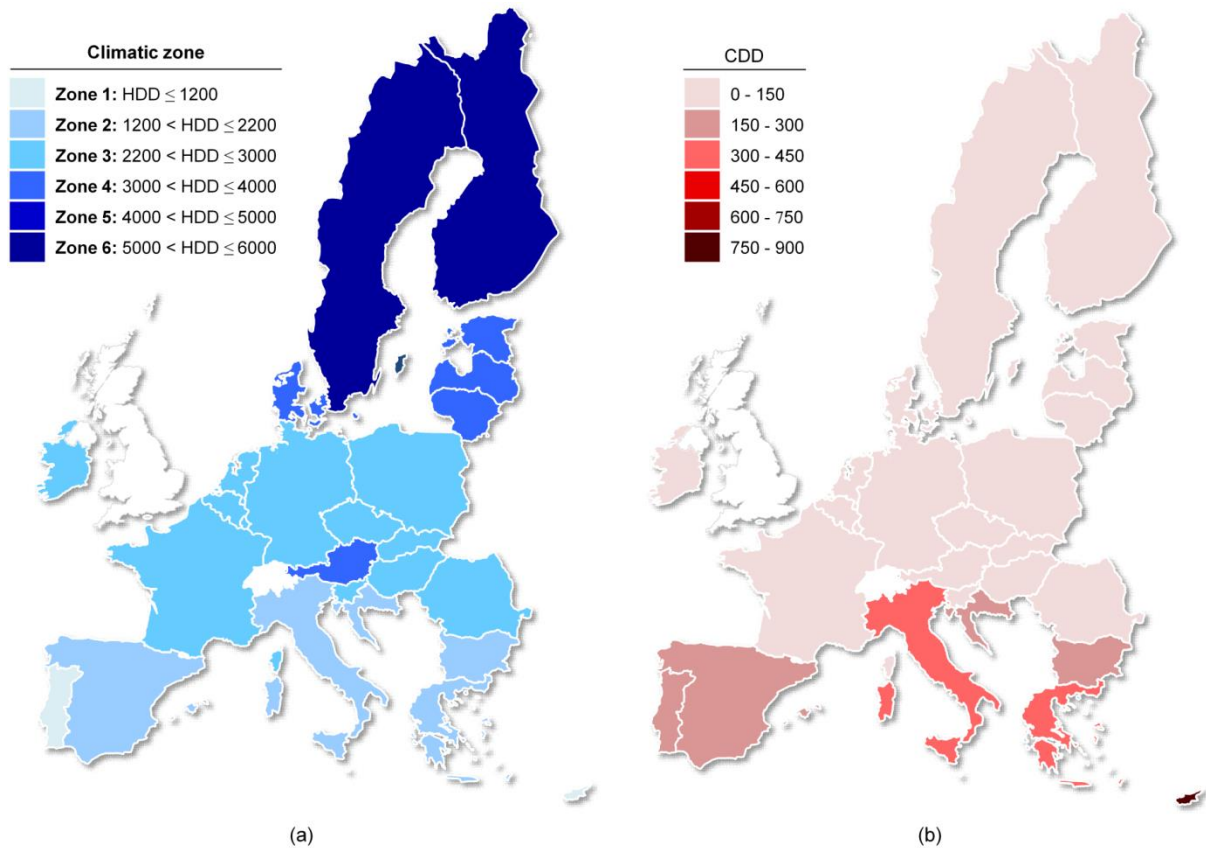 Climatic zone
Zone 1: HDD ≤ 1200
Zone 2: 1200 < HDD ≤ 2200
Zone 3: 2200 < HDD ≤ 3000
Zone 4: 3000 < HDD ≤ 4000
Zone 5: 4000 < HDD ≤ 5000
Zone 6: 5000 < HDD ≤ 6000
(a)
CDD
0 - 150
150 - 300
300 - 450
450 - 600
600 - 750
750 - 900
(b)